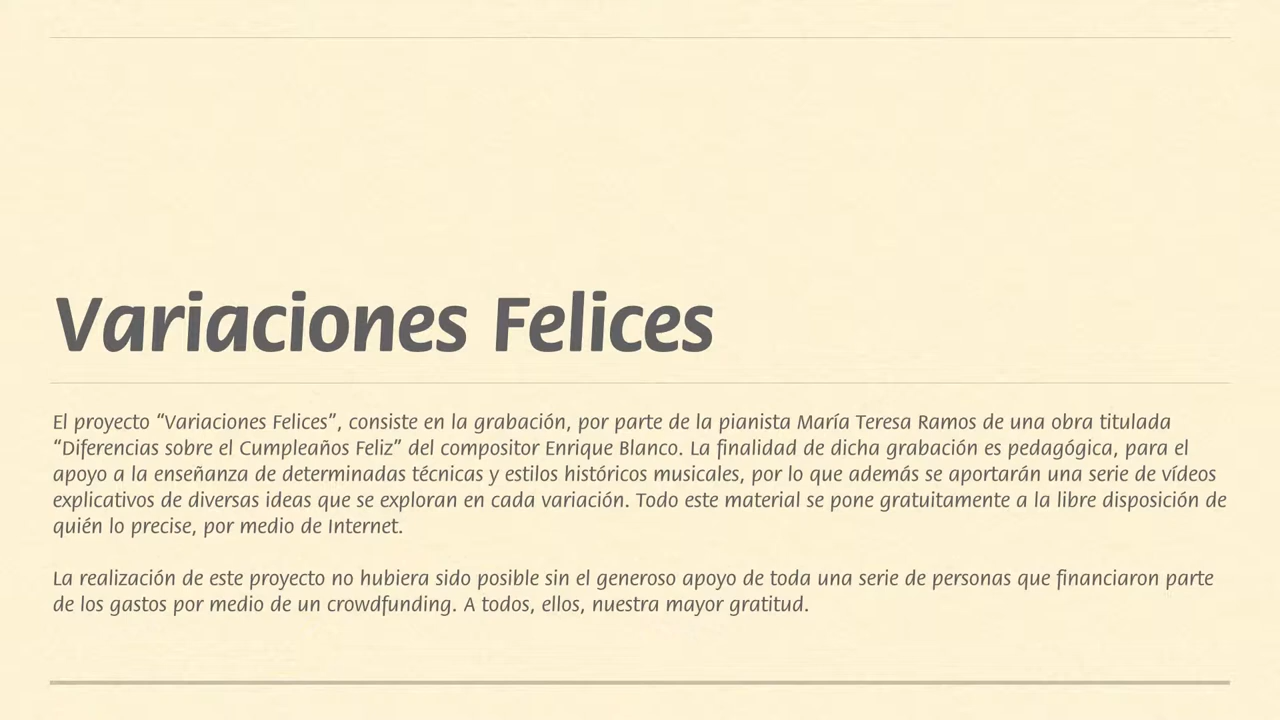 Variaciones Felices
El proyecto “Variaciones Felices”, consiste en la grabación, por parte de la pianista María Teresa Ramos de una obra titulada
“Diferencias sobre el Cumpleaños Feliz” del compositor Enrique Blanco. La finalidad de dicha grabación es pedagógica, para el
apoyo a la enseñanza de determinadas técnicas y estilos históricos musicales, por lo que además se aportarán una serie de vídeos
explicativos de diversas ideas que se exploran en cada variación. Todo este material se pone gratuitamente a la libre disposición de
quién lo precise, por medio de Internet.
La realización de este proyecto no hubiera sido posible sin el generoso apoyo de toda una serie de personas que financiaron parte
de los gastos por medio de un crowdfunding. A todos, ellos, nuestra mayor gratitud.